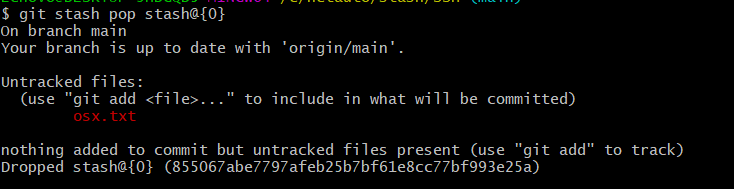 $ git stash pop stash@{0}
On branch main
Your branch is up to date with 'origin/main'.
Untracked files:
  (use "git add <file>..." to include in what will be committed)
        osx.txt
nothing added to commit but untracked files present (use "git add" to track)
Dropped stash@{0} (855067abe7797afeb25b7bf61e8cc77bf993e25a)